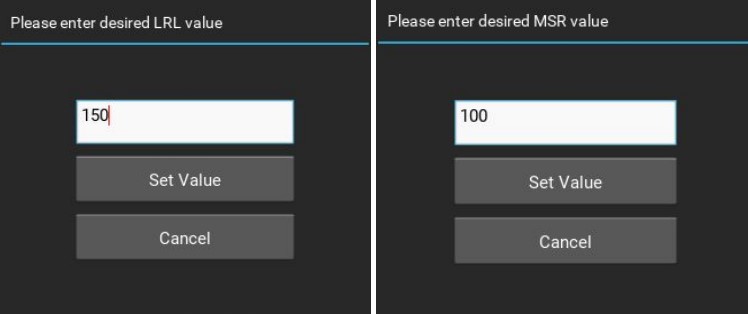 Please enter desired LRL value
150
Set Value
Cancel
Please enter desired MSR value
100
Set Value
Cancel